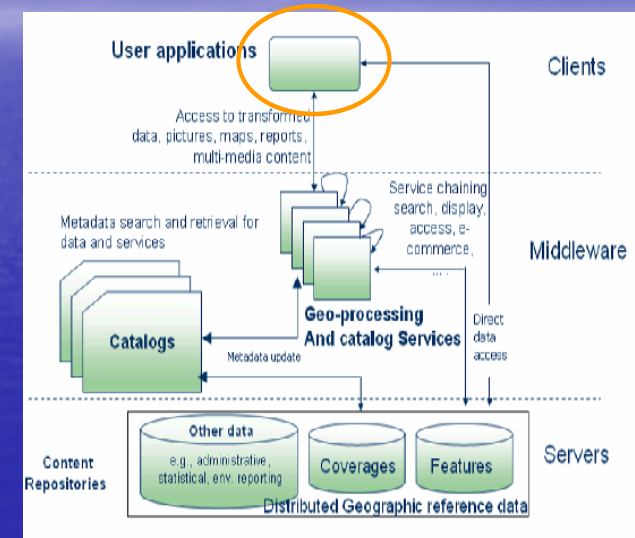 User applications
Clients
Access to transformed
data, pictures, maps, reports,
multi-media content
Service chaining
search, display,
access, e-
commerce,
... .
Metadata search and retrieval for
data and services
Middleware
Geo-processing
And catalog Services
Direct
data
access
Catalogs
Metadata update
Other data
e.g., administrative,
statistical, env. reporting
Coverages
Features
Servers
Content
Repositories
Distributed Geographic reference data